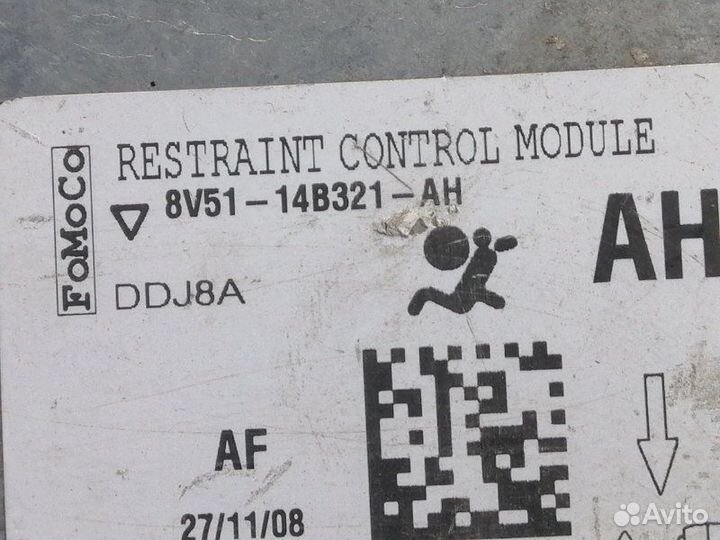 FoMoCo
RESTRAINT CONTROL MODULE
8V51-14B321-AH
AH
DDJ8A
AF
27/11/08
Avito